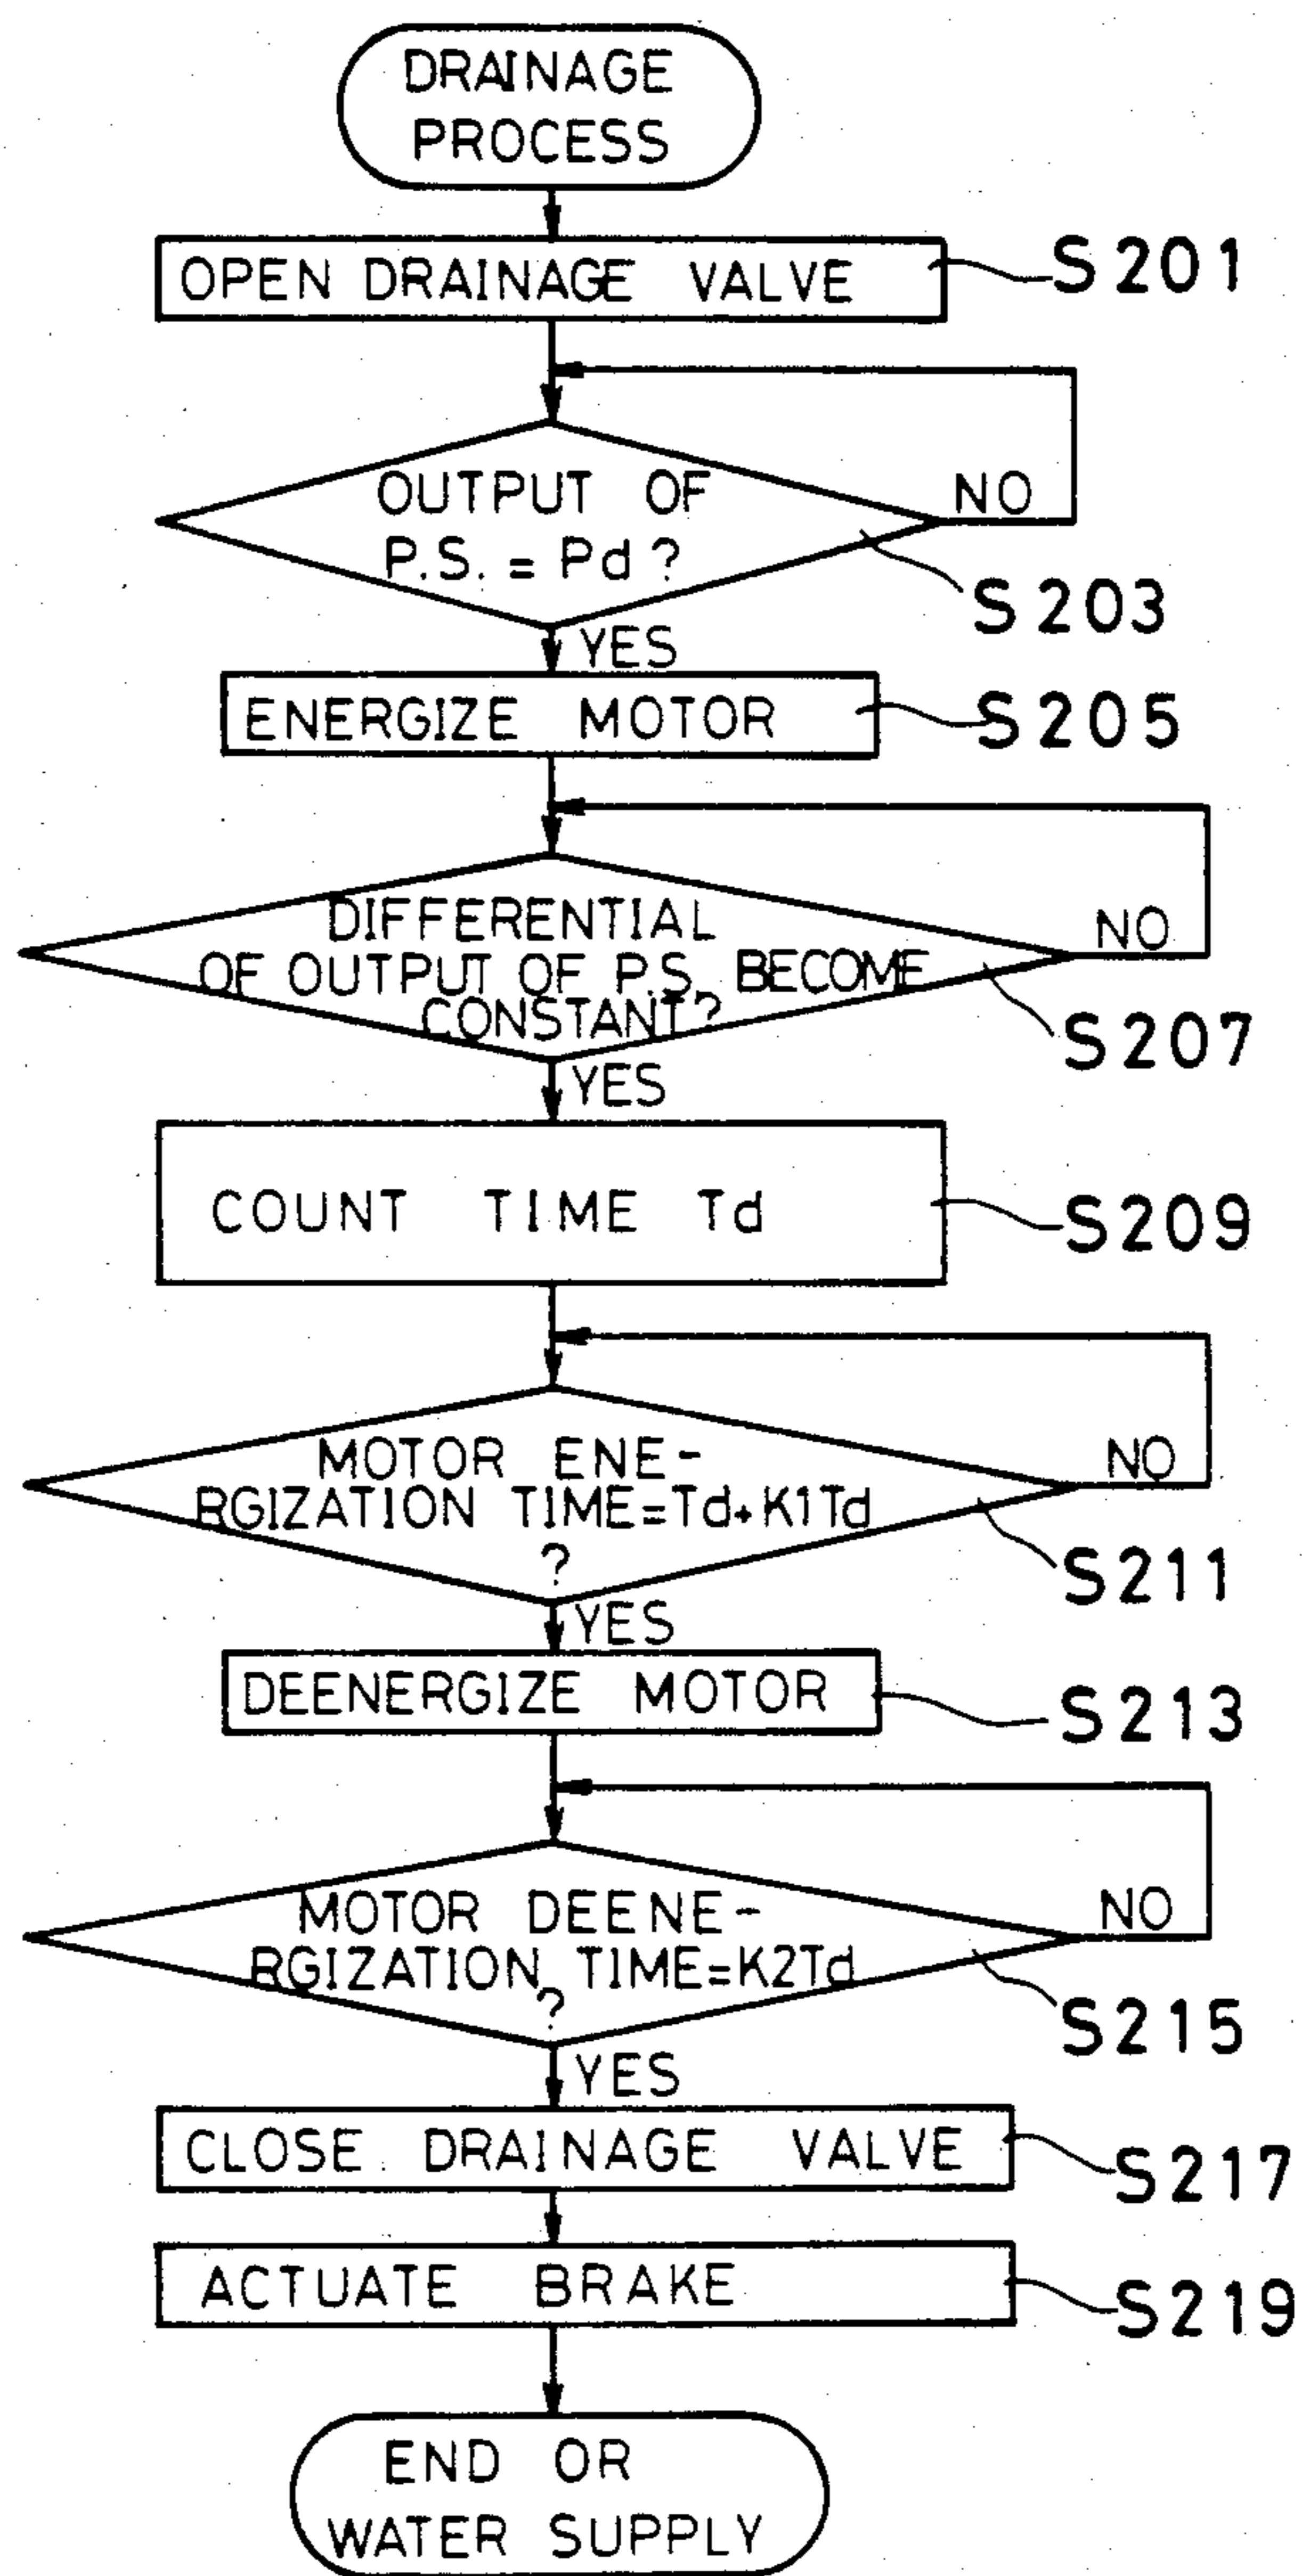 DRAINAGE
PROCESS
OPEN DRAINAGE VALVE
S201
OUTPUT OF
P.S. = Pd ?
NO
S203
YES
ENERGIZE MOTOR
S205
DIFFERENTIAL
OF OUTPUT OF P.S. BECOME
CONSTANT?
NO
S207
YES
COUNT TIME Td
S209
MOTOR ENE-
RGIZATION TIME=Td+K1Td
?
NO
S211
YES
DEENERGIZE MOTOR
S213
MOTOR DEENE-
RGIZATION TIME=K2Td
?
NO
S215
YES
CLOSE DRAINAGE VALVE
S217
ACTUATE BRAKE
S219
END OR
WATER SUPPLY